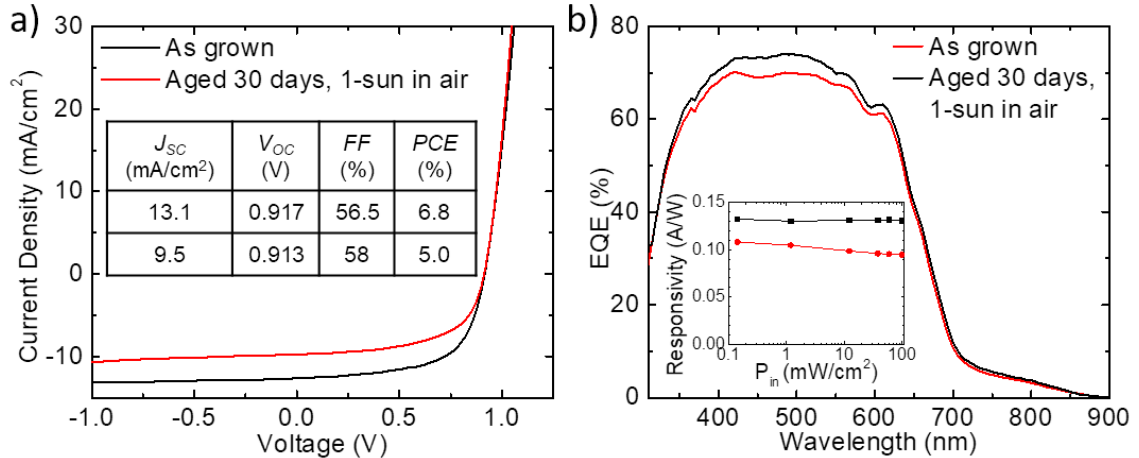 a)
As grown
Aged 30 days, 1-sun in air
J_SC (mA/cm²) V_OC (V) FF (%) PCE (%)
13.1 0.917 56.5 6.8
9.5 0.913 58 5.0
Current Density (mA/cm²)
30
20
10
0
-10
-1.0 -0.5 0.0 0.5 1.0
Voltage (V)
b)
As grown
Aged 30 days,
1-sun in air
EQE (%)
80
60
40
20
0
Responsivity (A/W)
0.15
0.10
0.05
0.00
0.1 1 10 100
P_in (mW/cm²)
400 500 600 700 800 900
Wavelength (nm)